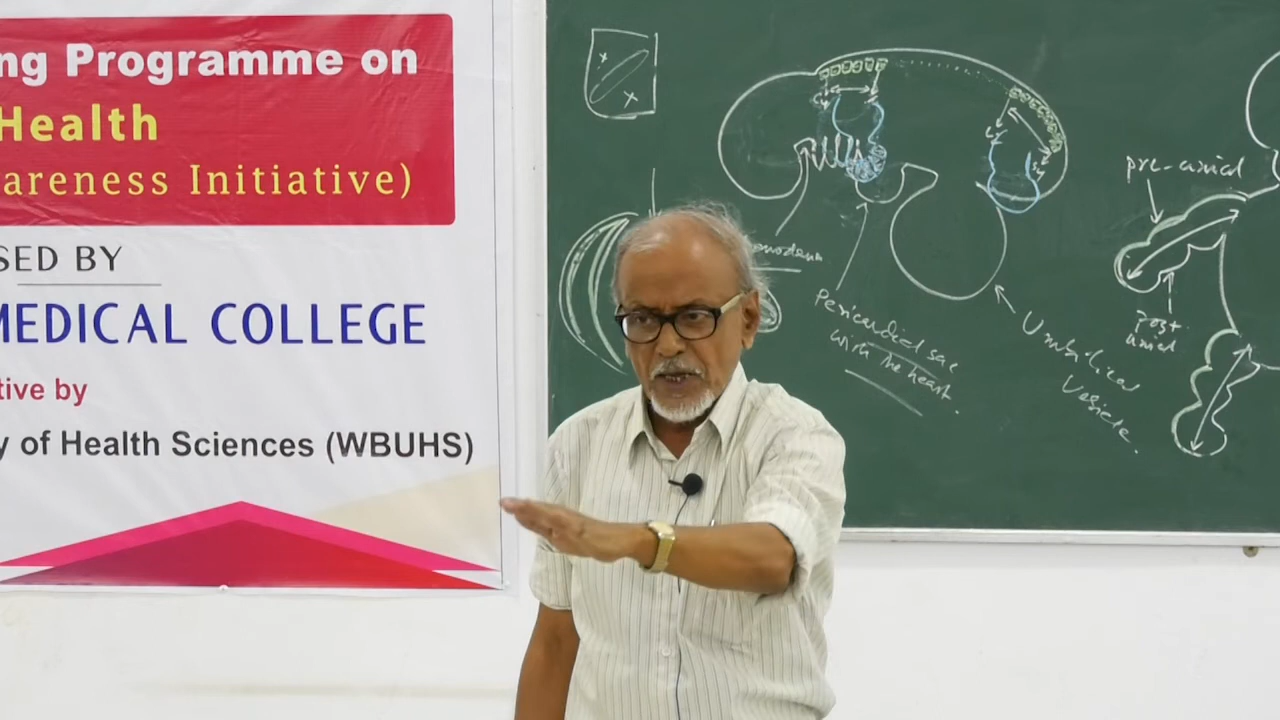 ng Programme on
Health
areness Initiative)
SED BY
MEDICAL COLLEGE
tive by
y of Health Sciences (WBUHS)
pre-axial
Post-
axial
Pericardial sac
with the heart.
Umbilical
Vesicle.